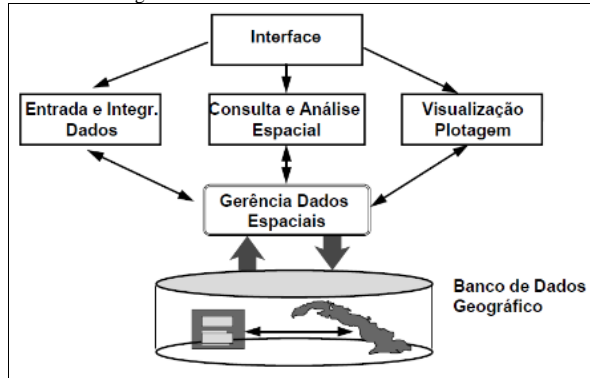 Interface
Entrada e Integr.
Dados
Consulta e Análise
Espacial
Visualização
Plotagem
Gerência Dados
Espaciais
Banco de Dados
Geográfico